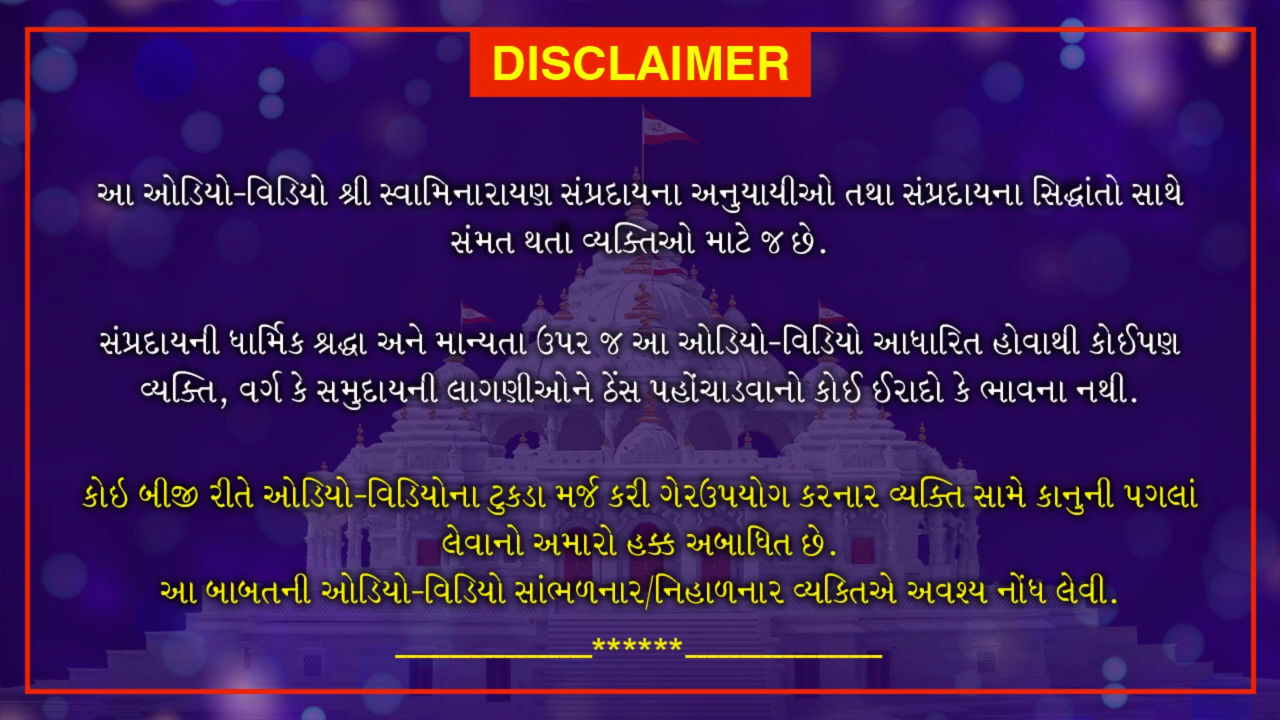 DISCLAIMER
આ ઓડિયો-વિડિયો શ્રી સ્વામિનારાયણ સંપ્રદાયના અનુયાયીઓ તથા સંપ્રદાયના સિદ્ધાંતો સાથે
સંમત થતા વ્યક્તિઓ માટે જ છે.
સંપ્રદાયની ધાર્મિક શ્રદ્ધા અને માન્યતા ઉપર જ આ ઓડિયો-વિડિયો આધારિત હોવાથી કોઈપણ
વ્યક્તિ, વર્ગ કે સમુદાયની લાગણીઓને ઠેંસ પહોંચાડવાનો કોઈ ઈરાદો કે ભાવના નથી.
કોઇ બીજી રીતે ઓડિયો-વિડિયોના ટુકડા મર્જ કરી ગેરઉપયોગ કરનાર વ્યક્તિ સામે કાનુની પગલાં
લેવાનો અમારો હક્ક અબાધિત છે.
આ બાબતની ઓડિયો-વિડિયો સાંભળનાર/નિહાળનાર વ્યકિતએ અવશ્ય નોંધ લેવી.
________________******________________